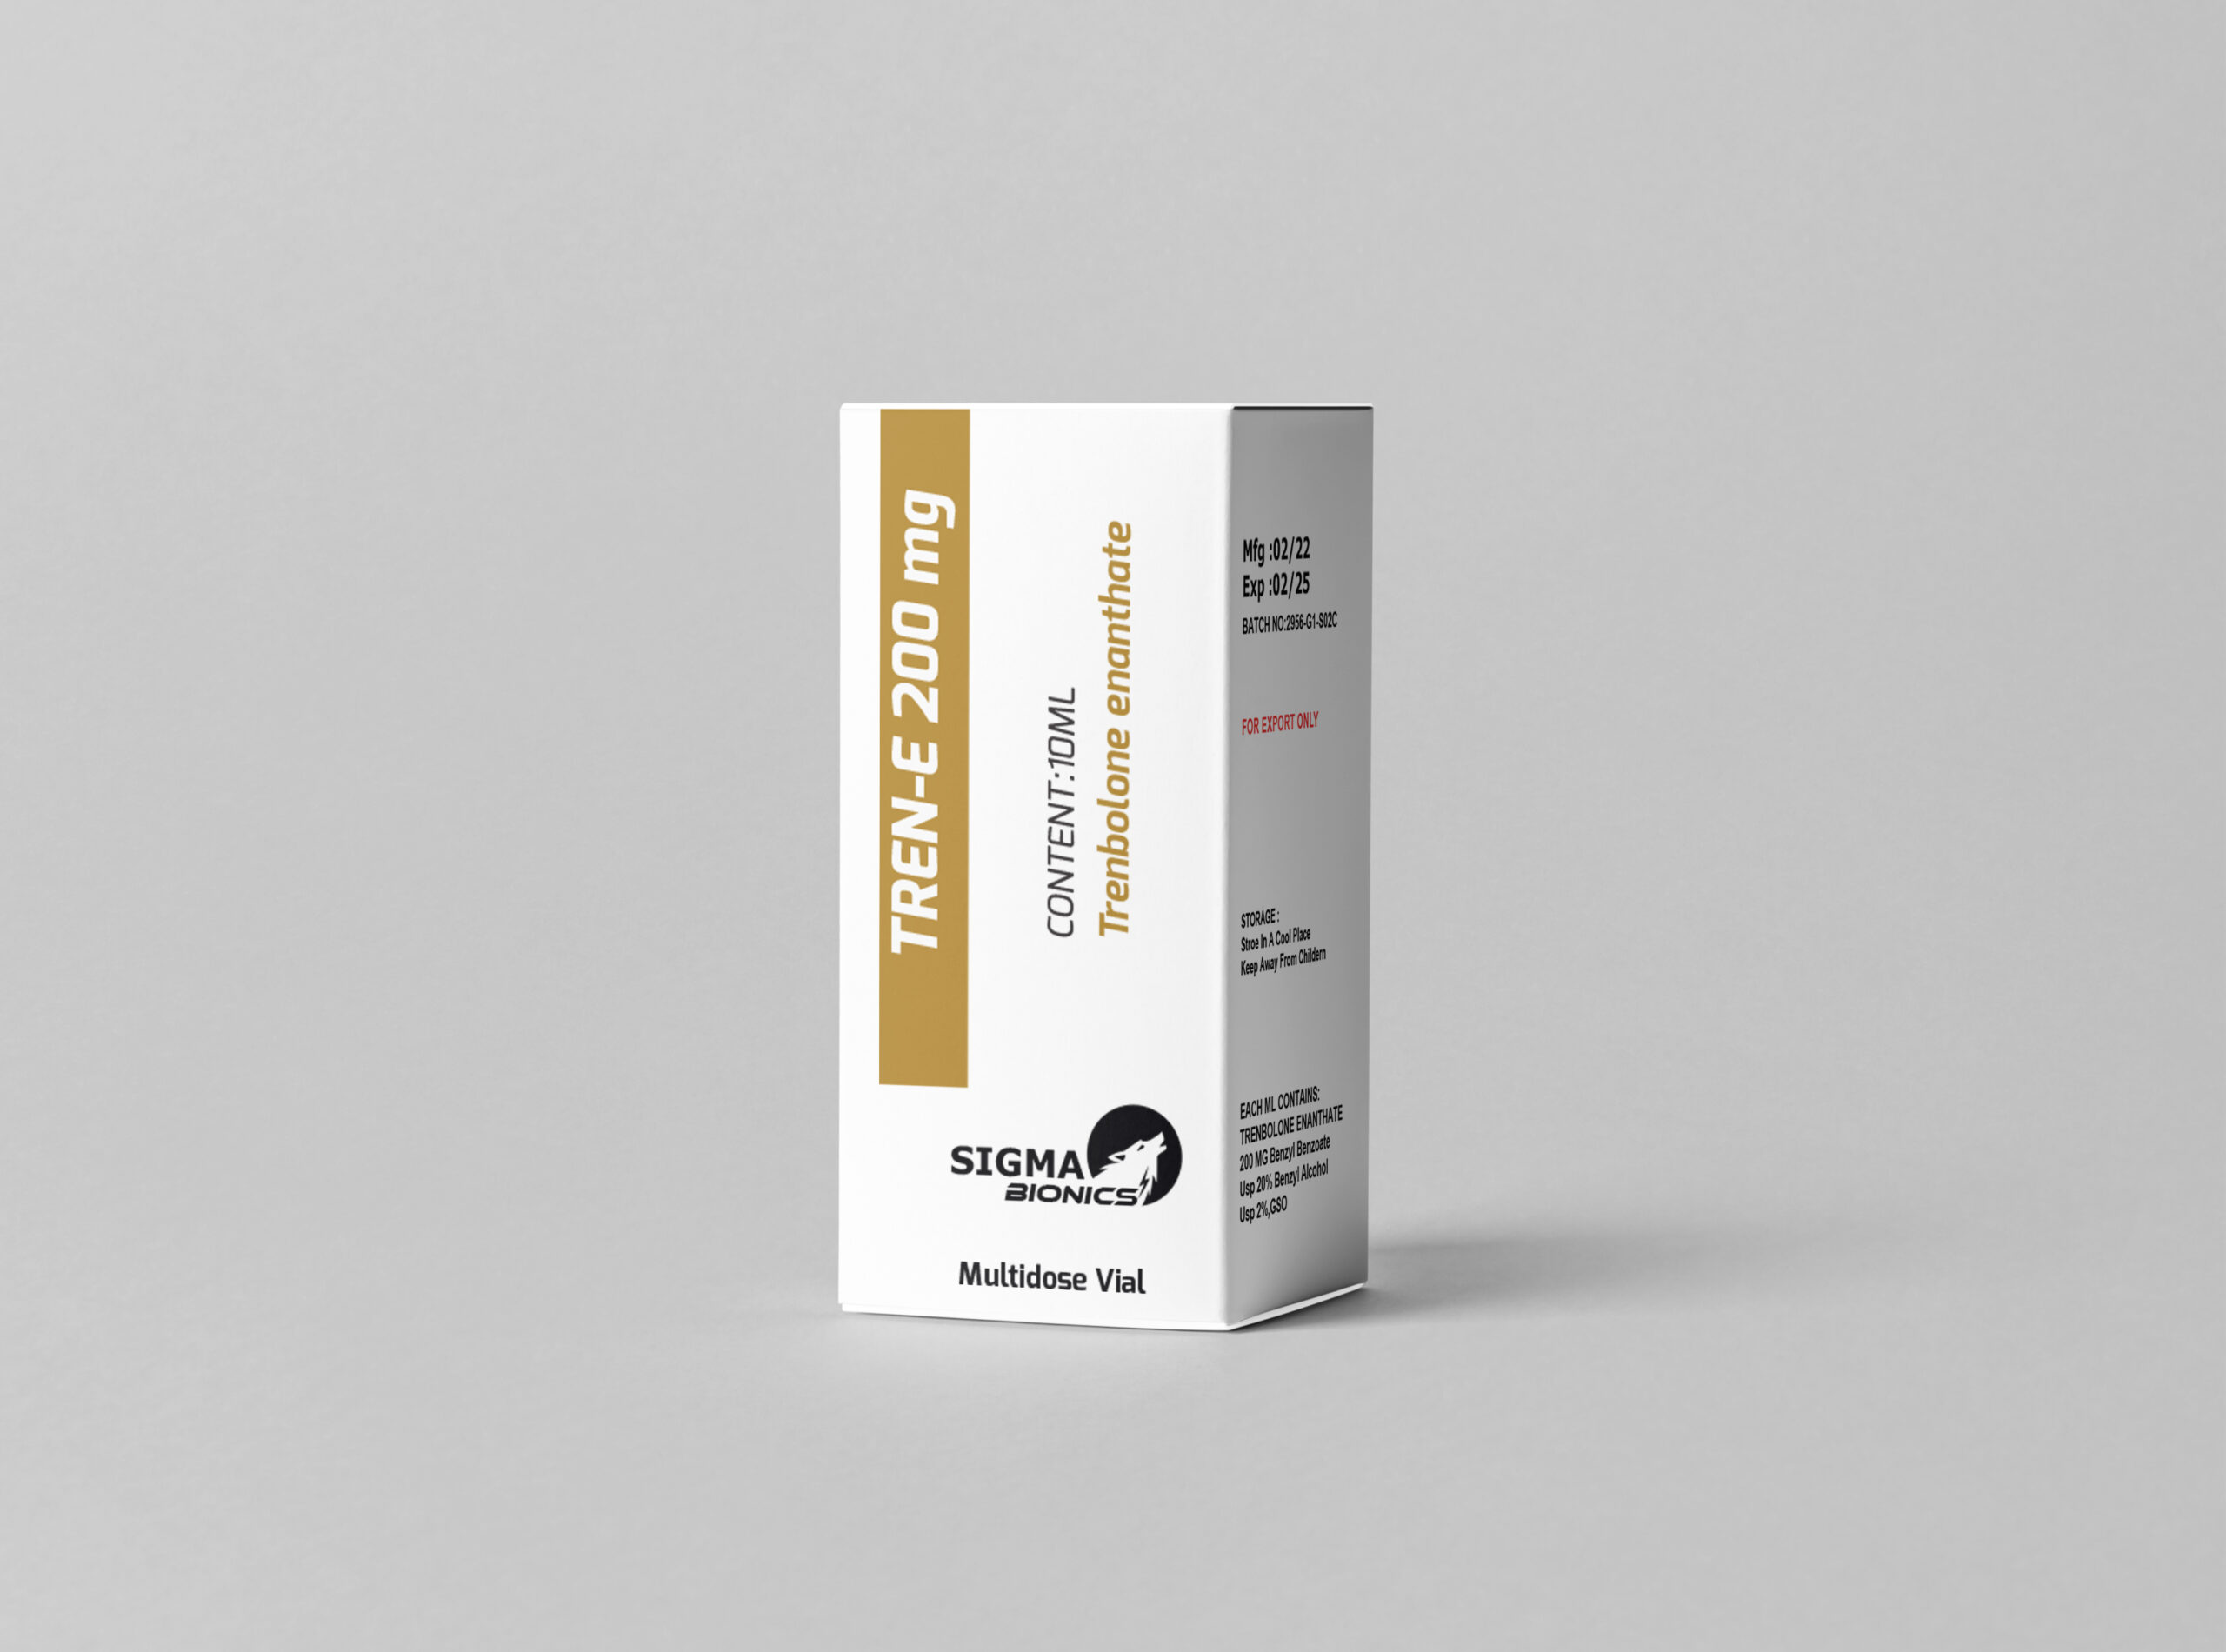 TREN-E 200 mg
CONTENT:10ML
Trenbolone enanthate
SIGMA
BIONICS
Multidose Vial
Mfg :02/22
Exp :02/25
BATCH NO:2956-G1-S02C
FOR EXPORT ONLY
STORAGE :
Stroe In A Cool Place
Keep Away From Childern
EACH ML CONTAINS:
TRENBOLONE ENANTHATE
200 MG Benzyl Benzoate
Usp 20% Benzyl Alcohol
Usp 2%,GSO